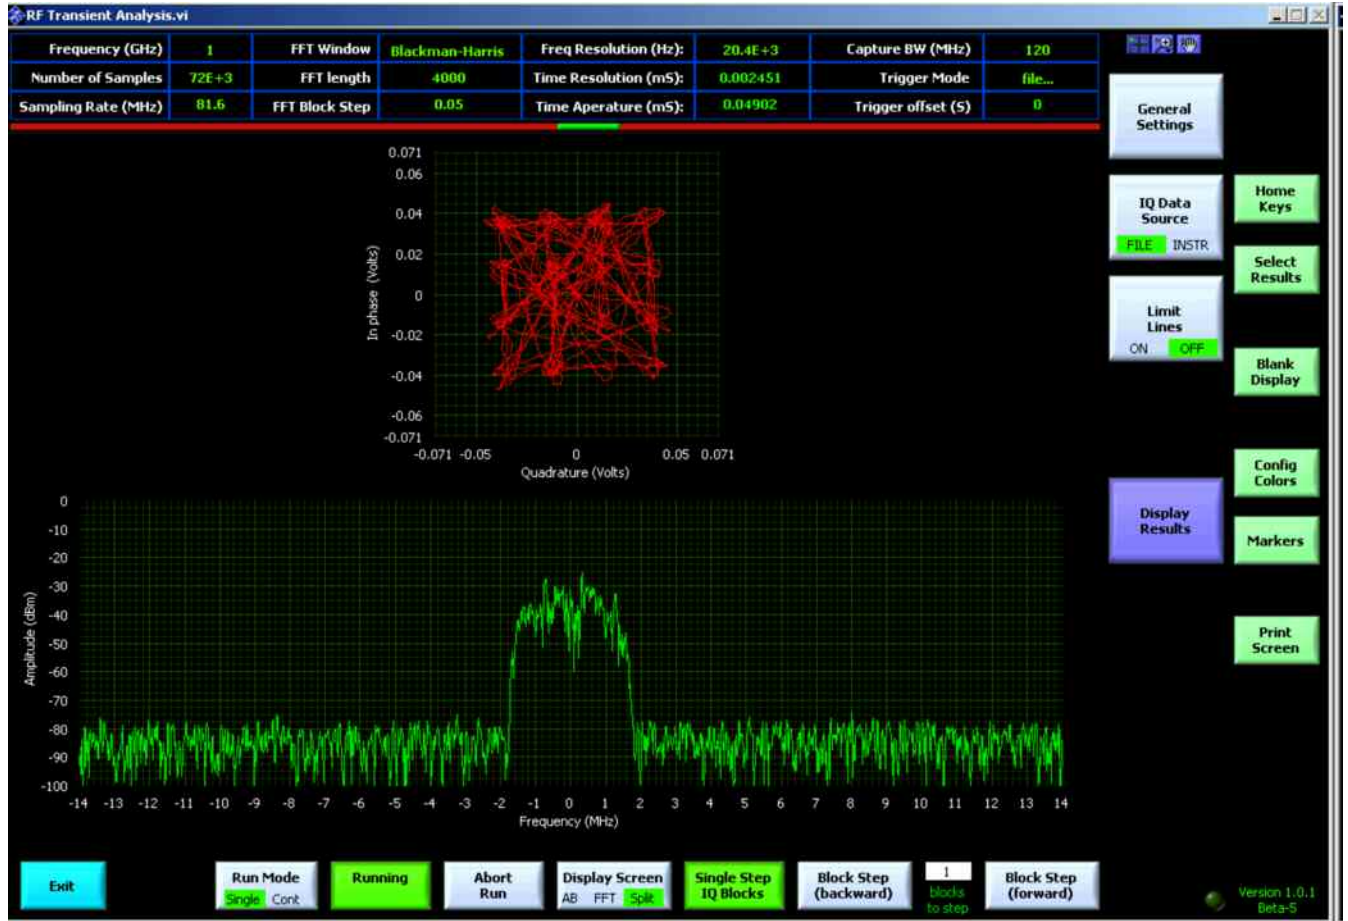 RF Transient Analysis.vi
Frequency (GHz) 1 FFT Window Blackman-Harris Freq Resolution (Hz): 20.4E+3 Capture BW (MHz) 120
Number of Samples 72E+3 FFT length 4000 Time Resolution (mS): 0.002451 Trigger Mode file...
Sampling Rate (MHz) 81.6 FFT Block Step 0.05 Time Aperature (mS): 0.04902 Trigger offset (S) 0
General
Settings
IQ Data
Source
FILE INSTR
Limit
Lines
ON OFF
Display
Results
Home
Keys
Select
Results
Blank
Display
Config
Colors
Markers
Print
Screen
0.071
0.06
0.04
0.02
0
-0.02
-0.04
-0.06
-0.071
In phase (Volts)
-0.071 -0.05 0 0.05 0.071
Quadrature (Volts)
0
-10
-20
-30
-40
-50
-60
-70
-80
-90
-100
Amplitude (dBm)
-14 -13 -12 -11 -10 -9 -8 -7 -6 -5 -4 -3 -2 -1 0 1 2 3 4 5 6 7 8 9 10 11 12 13 14
Frequency (MHz)
Exit
Run Mode
Single Cont
Running
Abort
Run
Display Screen
AB FFT Split
Single Step
IQ Blocks
Block Step
(backward)
1
blocks
to step
Block Step
(forward)
Version 1.0.1
Beta-5